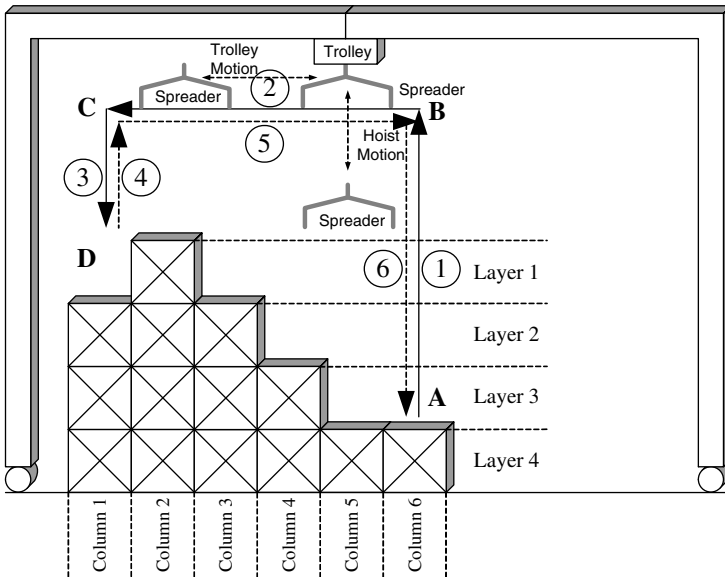 Trolley
Motion
Trolley
2
Spreader
Spreader
C
B
5
Hoist
Motion
3
4
Spreader
D
6
1
Layer 1
Layer 2
A
Layer 3
Layer 4
Column 1
Column 2
Column 3
Column 4
Column 5
Column 6